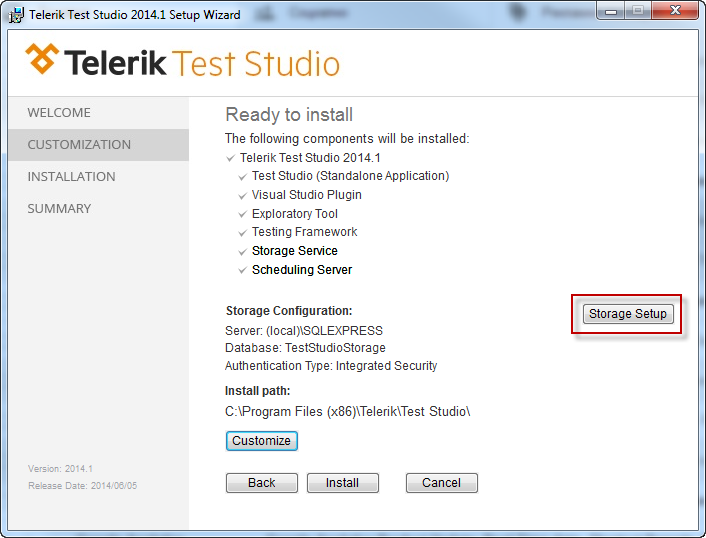 Telerik Test Studio 2014.1 Setup Wizard
Telerik Test Studio
WELCOME
CUSTOMIZATION
INSTALLATION
SUMMARY
Ready to install
The following components will be installed:
Telerik Test Studio 2014.1
Test Studio (Standalone Application)
Visual Studio Plugin
Exploratory Tool
Testing Framework
Storage Service
Scheduling Server
Storage Configuration:
Storage Setup
Server: (local)\SQLEXPRESS
Database: TestStudioStorage
Authentication Type: Integrated Security
Install path:
C:\Program Files (x86)\Telerik\Test Studio\
Customize
Version: 2014.1
Release Date: 2014/06/05
Back Install Cancel